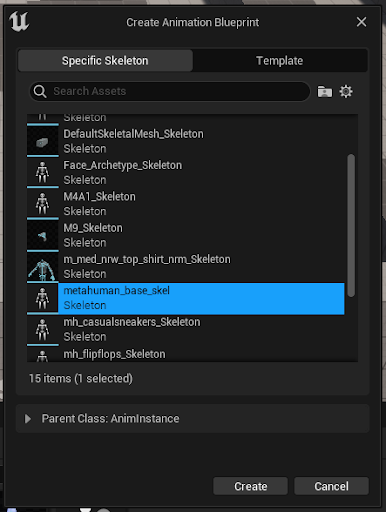 Create Animation Blueprint
Specific Skeleton
Template
Search Assets
Skeleton
DefaultSkeletalMesh_Skeleton
Skeleton
Face_Archetype_Skeleton
Skeleton
M4A1_Skeleton
Skeleton
M9_Skeleton
Skeleton
m_med_nrw_top_shirt_nrm_Skeleton
Skeleton
metahuman_base_skel
Skeleton
mh_casualsneakers_Skeleton
Skeleton
mh_flipflops_Skeleton
15 items (1 selected)
Parent Class: AnimInstance
Create
Cancel